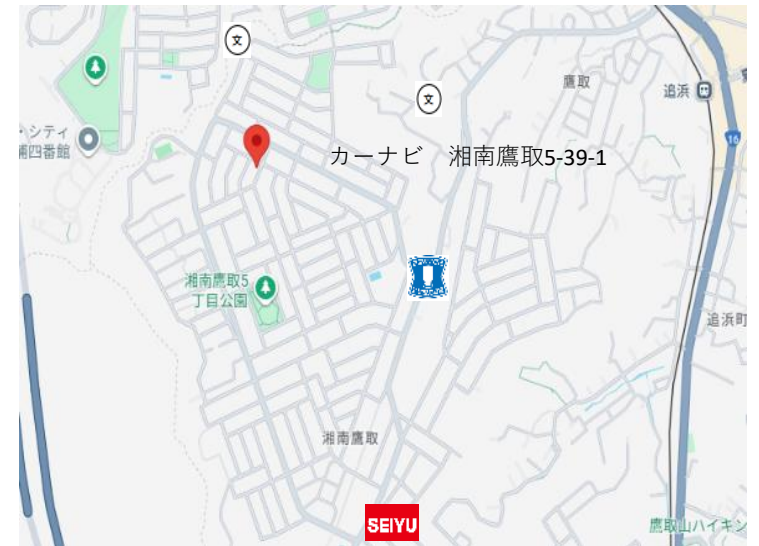 文
文
鷹取
追浜
・シティ
浦四番館
16
カーナビ 湘南鷹取5-39-1
湘南鷹取5
丁目公園
追浜町
湘南鷹取
SEIYU
鷹取山ハイキン